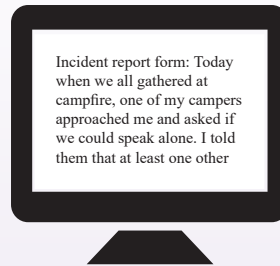 Incident report form: Today
when we all gathered at
campfire, one of my campers
approached me and asked if
we could speak alone. I told
them that at least one other